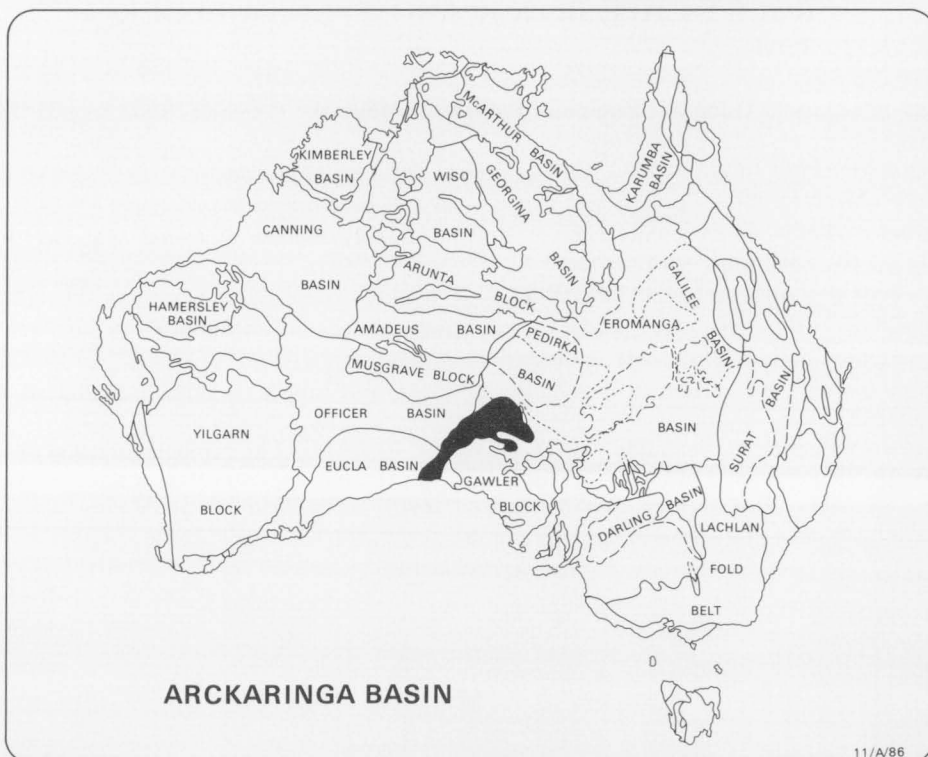 McARTHUR BASIN
KIMBERLEY
BASIN
WISO
BASIN
GEORGINA
BASIN
KARUMBA
BASIN
CANNING
BASIN
ARUNTA
BLOCK
GALILEE
BASIN
HAMERSLEY
BASIN
AMADEUS BASIN
PEDIRKA
BASIN
EROMANGA
BASIN
MUSGRAVE BLOCK
OFFICER BASIN
YILGARN
BLOCK
EUCLA BASIN
GAWLER
BLOCK
SURAT
BASIN
DARLING BASIN
LACHLAN
FOLD
BELT
ARCKARINGA BASIN
11/A/86